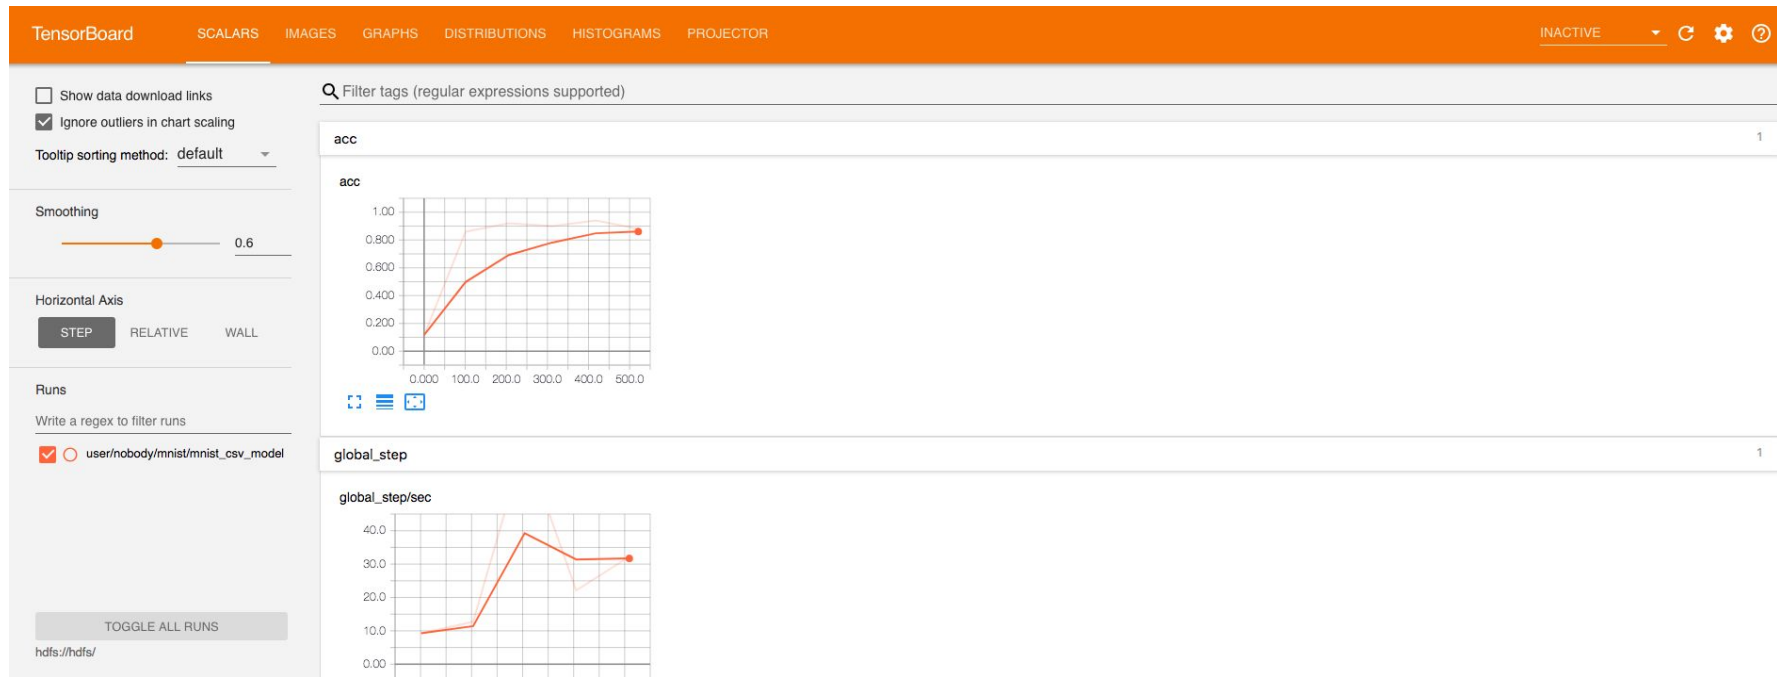 TensorBoard SCALARS IMAGES GRAPHS DISTRIBUTIONS HISTOGRAMS PROJECTOR INACTIVE
Show data download links
Ignore outliers in chart scaling
Tooltip sorting method: default
Smoothing
0.6
Horizontal Axis
STEP RELATIVE WALL
Runs
Write a regex to filter runs
user/nobody/mnist/mnist_csv_model
TOGGLE ALL RUNS
hdfs://hdfs/
Filter tags (regular expressions supported)
acc 1
acc
1.00
0.800
0.600
0.400
0.200
0.00
0.000 100.0 200.0 300.0 400.0 500.0
global_step 1
global_step/sec
40.0
30.0
20.0
10.0
0.00